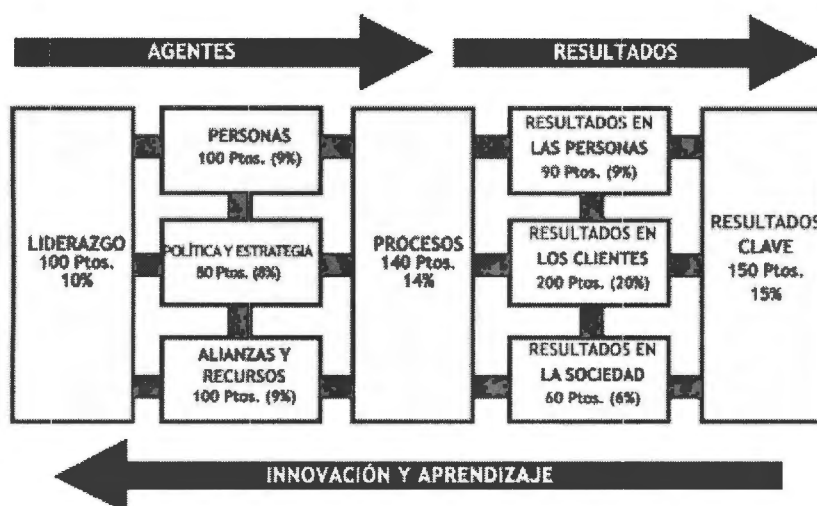 AGENTES
RESULTADOS
LIDERAZGO
100 Ptos.
10%
PERSONAS
100 Ptos. (9%)
POLÍTICA Y ESTRATEGIA
80 Ptos. (8%)
ALIANZAS Y
RECURSOS
100 Ptos. (9%)
PROCESOS
140 Ptos.
14%
RESULTADOS EN
LAS PERSONAS
90 Ptos. (9%)
RESULTADOS EN
LOS CLIENTES
200 Ptos. (20%)
RESULTADOS EN
LA SOCIEDAD
60 Ptos. (6%)
RESULTADOS
CLAVE
150 Ptos.
15%
INNOVACIÓN Y APRENDIZAJE